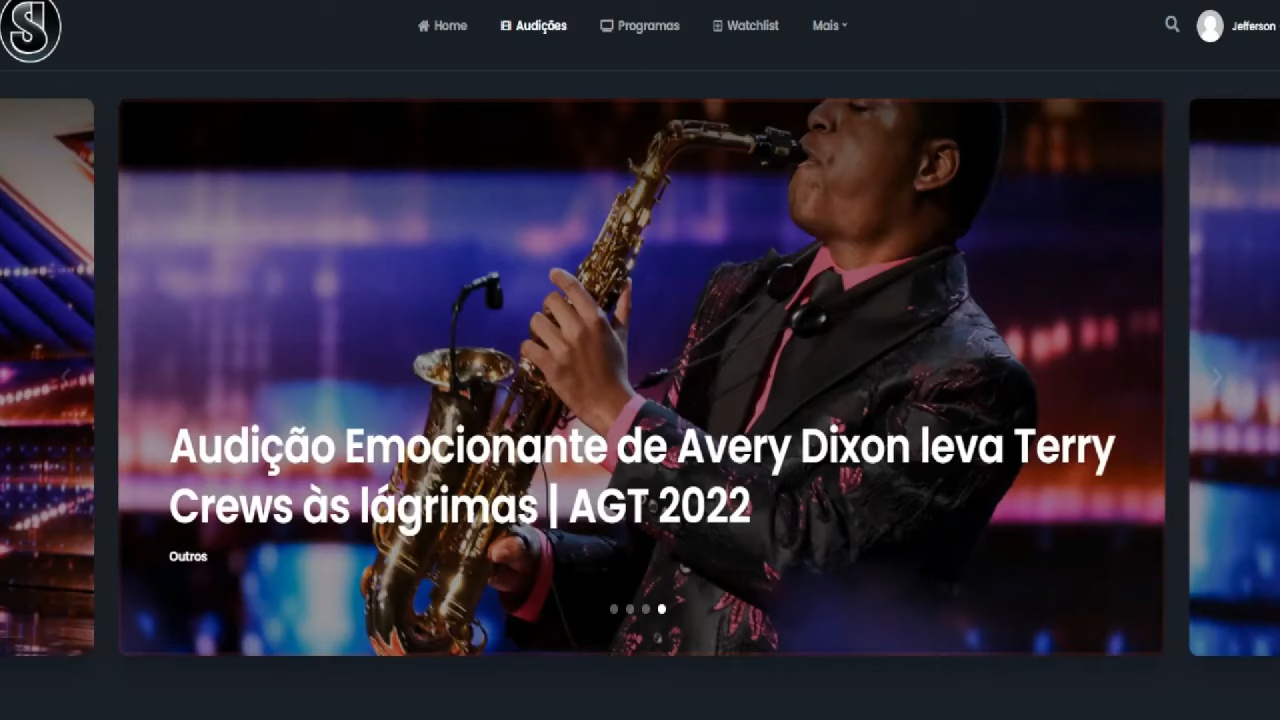 Home Audições Programas Watchlist Mais Jefferson
Audição Emocionante de Avery Dixon leva Terry
Crews às lágrimas | AGT 2022
Outros